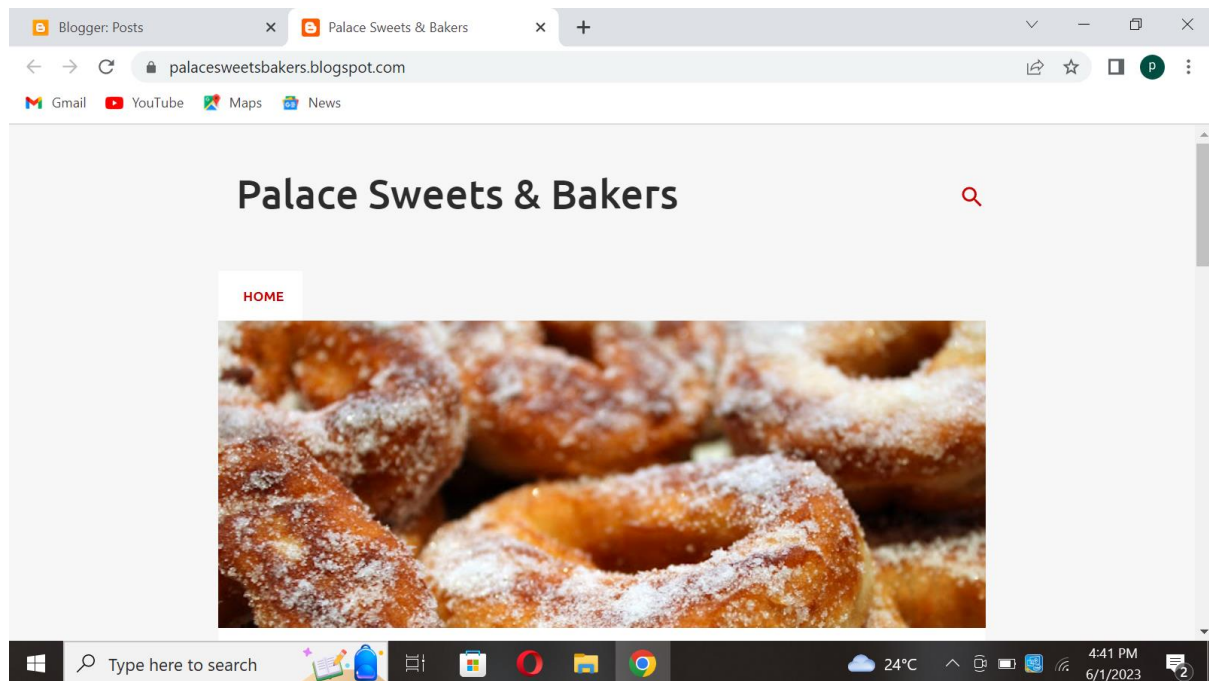 Blogger: Posts
Palace Sweets & Bakers
palacesweetsbakers.blogspot.com
P
Gmail
YouTube
Maps
News
Palace Sweets & Bakers
HOME
Type here to search
24°C
4:41 PM
6/1/2023
2